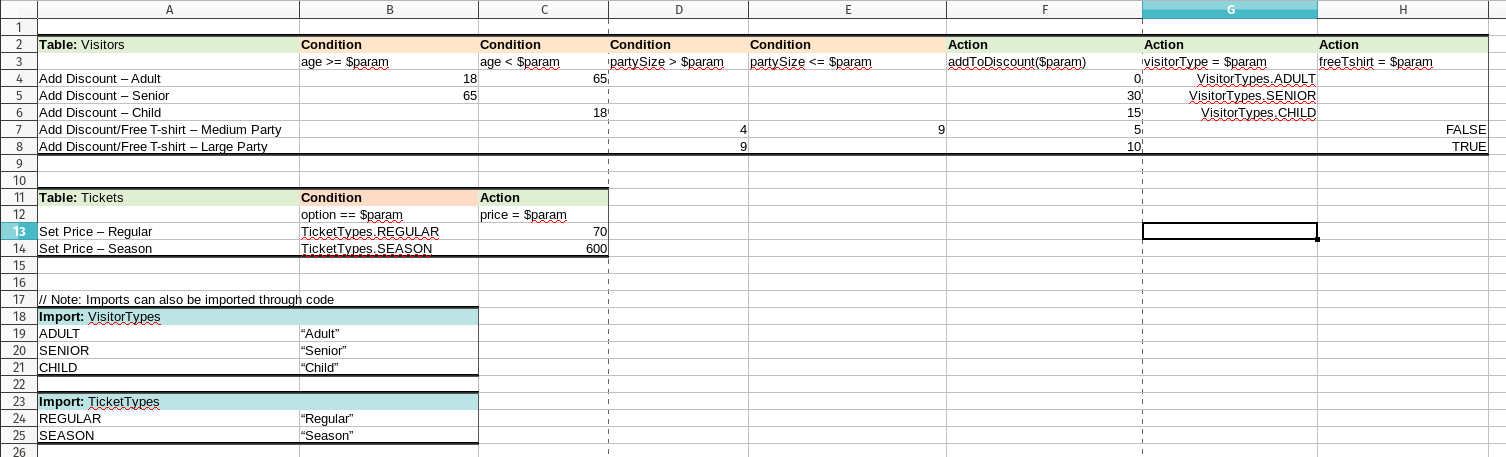 A B C D E F G H
1
2 Table: Visitors Condition Condition Condition Condition Action Action Action
3 age >= $param age < $param partySize > $param partySize <= $param addToDiscount($param) visitorType = $param freeTshirt = $param
4 Add Discount – Adult 18 65 0 VisitorTypes.ADULT
5 Add Discount – Senior 65 30 VisitorTypes.SENIOR
6 Add Discount – Child 18 15 VisitorTypes.CHILD
7 Add Discount/Free T-shirt – Medium Party 4 9 5 FALSE
8 Add Discount/Free T-shirt – Large Party 9 10 TRUE
9
10
11 Table: Tickets Condition Action
12 option == $param price = $param
13 Set Price – Regular TicketTypes.REGULAR 70
14 Set Price – Season TicketTypes.SEASON 600
15
16
17 // Note: Imports can also be imported through code
18 Import: VisitorTypes
19 ADULT “Adult”
20 SENIOR “Senior”
21 CHILD “Child”
22
23 Import: TicketTypes
24 REGULAR “Regular”
25 SEASON “Season”
26